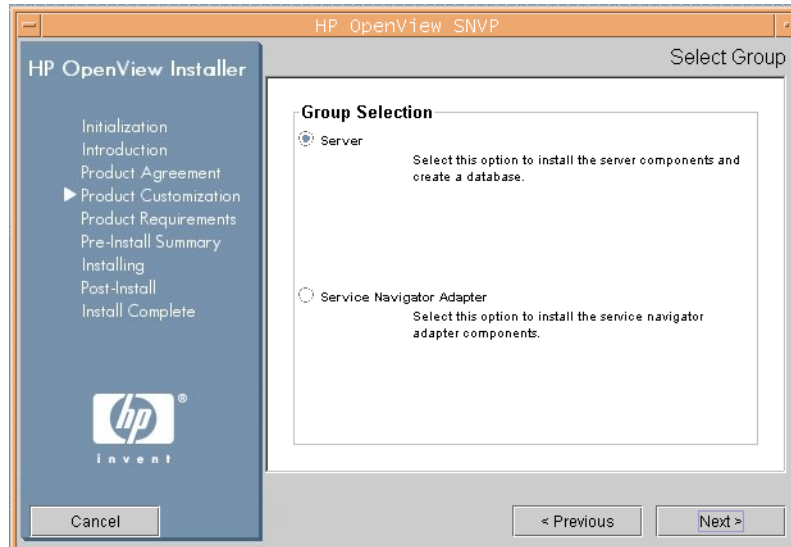 HP OpenView SNVP
HP OpenView Installer
Select Group
Initialization
Introduction
Product Agreement
Product Customization
Product Requirements
Pre-Install Summary
Installing
Post-Install
Install Complete
hp
®
invent
Group Selection
Server
Select this option to install the server components and
create a database.
Service Navigator Adapter
Select this option to install the service navigator
adapter components.
Cancel
< Previous
Next >